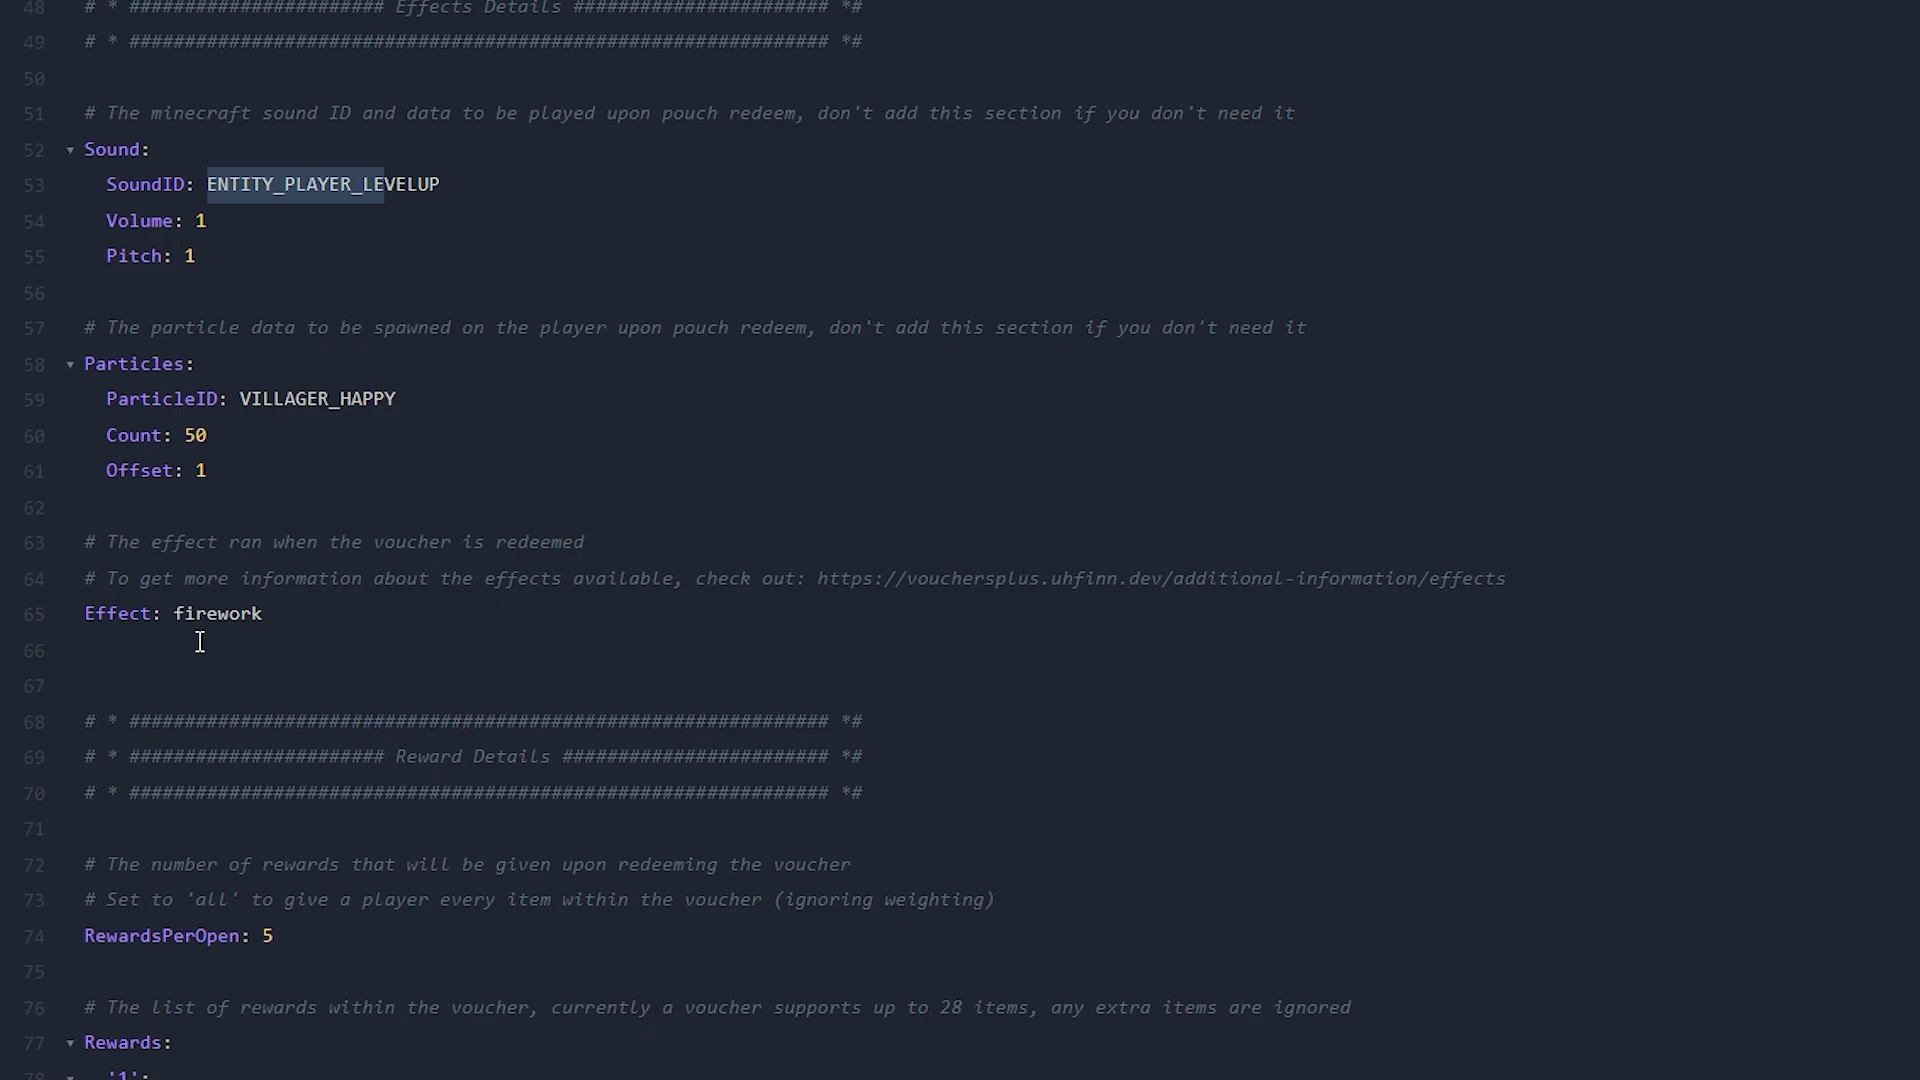 48 # * ####################### Effects Details ####################### *#
49 # * ############################################################### *#
50
51 # The minecraft sound ID and data to be played upon pouch redeem, don't add this section if you don't need it
52 Sound:
53 SoundID: ENTITY_PLAYER_LEVELUP
54 Volume: 1
55 Pitch: 1
56
57 # The particle data to be spawned on the player upon pouch redeem, don't add this section if you don't need it
58 Particles:
59 ParticleID: VILLAGER_HAPPY
60 Count: 50
61 Offset: 1
62
63 # The effect ran when the voucher is redeemed
64 # To get more information about the effects available, check out: https://vouchersplus.uhfinn.dev/additional-information/effects
65 Effect: firework
66
67
68 # * ############################################################### *#
69 # * ####################### Reward Details ######################## *#
70 # * ############################################################### *#
71
72 # The number of rewards that will be given upon redeeming the voucher
73 # Set to 'all' to give a player every item within the voucher (ignoring weighting)
74 RewardsPerOpen: 5
75
76 # The list of rewards within the voucher, currently a voucher supports up to 28 items, any extra items are ignored
77 Rewards:
78 '1':